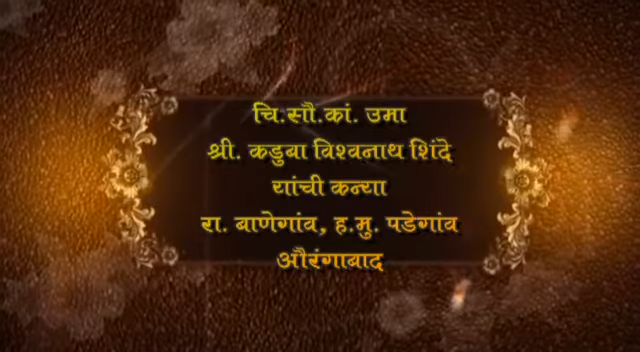 चि.सौ.कां. उमा
श्री. कडुबा विश्वनाथ शिंदे
यांची कन्या
रा. बाणेगांव, ह.मु. पडेगांव
औरंगाबाद